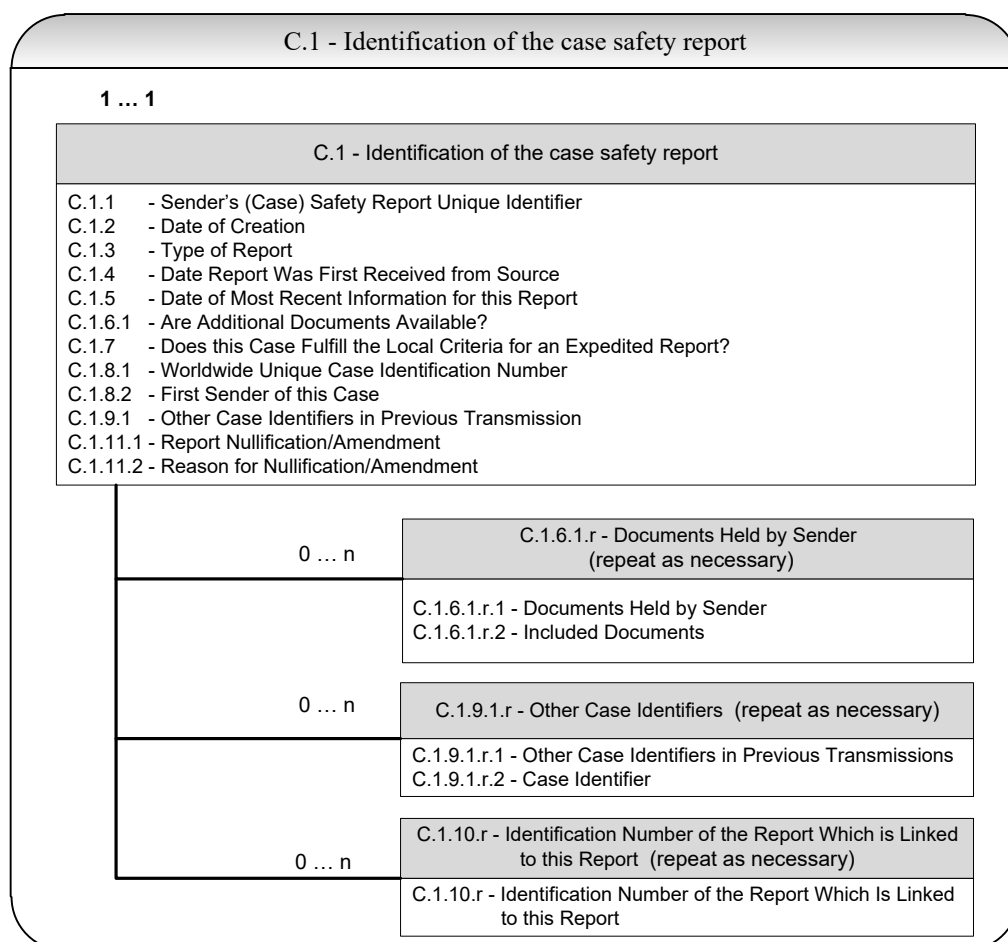 C.1 - Identification of the case safety report
1 … 1
C.1 - Identification of the case safety report
C.1.1 - Sender’s (Case) Safety Report Unique Identifier
C.1.2 - Date of Creation
C.1.3 - Type of Report
C.1.4 - Date Report Was First Received from Source
C.1.5 - Date of Most Recent Information for this Report
C.1.6.1 - Are Additional Documents Available?
C.1.7 - Does this Case Fulfill the Local Criteria for an Expedited Report?
C.1.8.1 - Worldwide Unique Case Identification Number
C.1.8.2 - First Sender of this Case
C.1.9.1 - Other Case Identifiers in Previous Transmission
C.1.11.1 - Report Nullification/Amendment
C.1.11.2 - Reason for Nullification/Amendment
0 … n
C.1.6.1.r - Documents Held by Sender
(repeat as necessary)
C.1.6.1.r.1 - Documents Held by Sender
C.1.6.1.r.2 - Included Documents
0 … n
C.1.9.1.r - Other Case Identifiers (repeat as necessary)
C.1.9.1.r.1 - Other Case Identifiers in Previous Transmissions
C.1.9.1.r.2 - Case Identifier
0 … n
C.1.10.r - Identification Number of the Report Which is Linked
to this Report (repeat as necessary)
C.1.10.r - Identification Number of the Report Which Is Linked
to this Report